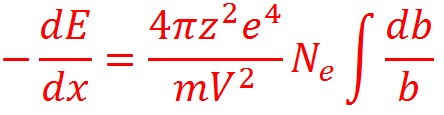 −dE/dx = 4πz²e⁴/mV² Nₑ ∫ db/b